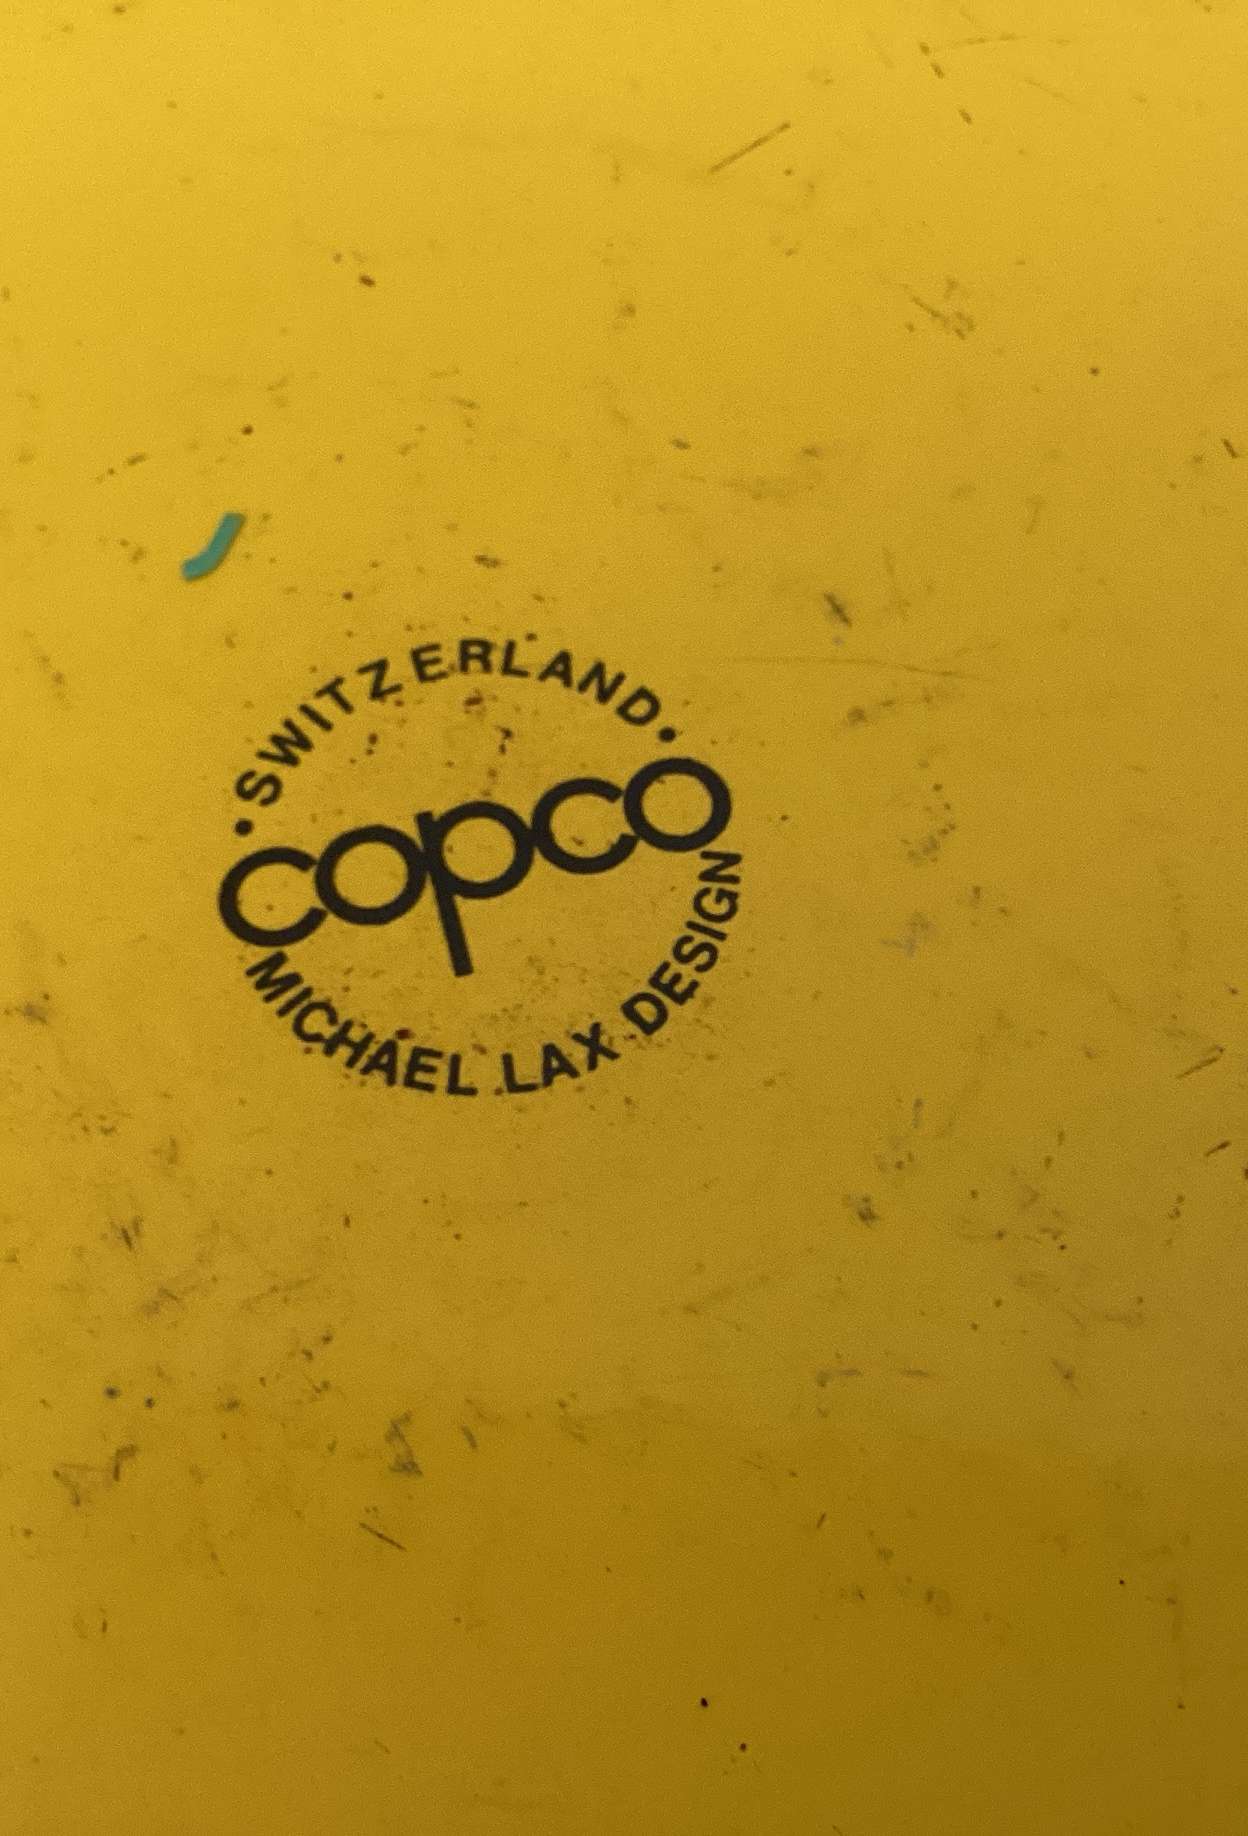 • SWITZERLAND •
copco
MICHAEL LAX DESIGN